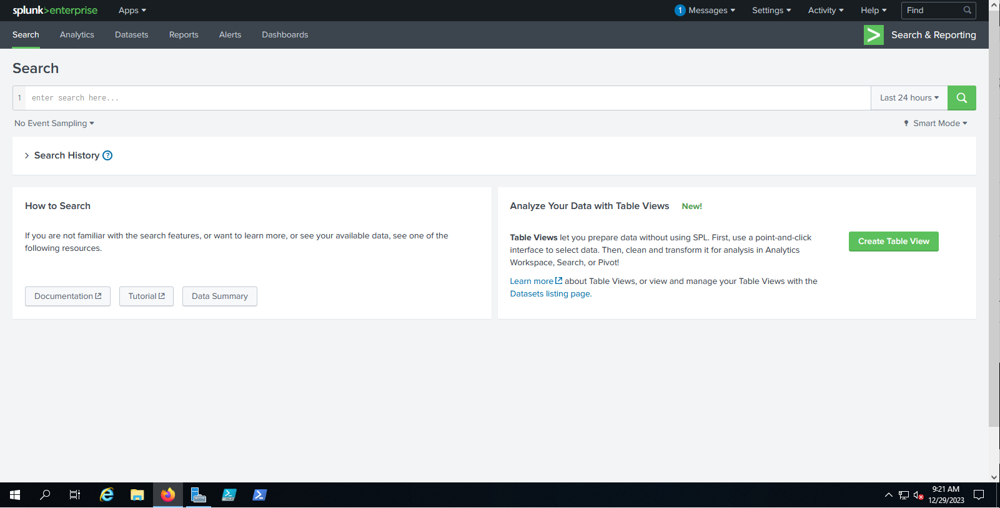 splunk>enterprise Apps 1 Messages Settings Activity Help Find
Search Analytics Datasets Reports Alerts Dashboards Search & Reporting
Search
1 enter search here... Last 24 hours
No Event Sampling Smart Mode
Search History ?
How to Search
If you are not familiar with the search features, or want to learn more, or see your available data, see one of the
following resources.
Documentation Tutorial Data Summary
Analyze Your Data with Table Views New!
Table Views let you prepare data without using SPL. First, use a point-and-click
interface to select data. Then, clean and transform it for analysis in Analytics
Workspace, Search, or Pivot!
Create Table View
Learn more about Table Views, or view and manage your Table Views with the
Datasets listing page.
9:21 AM
12/29/2023